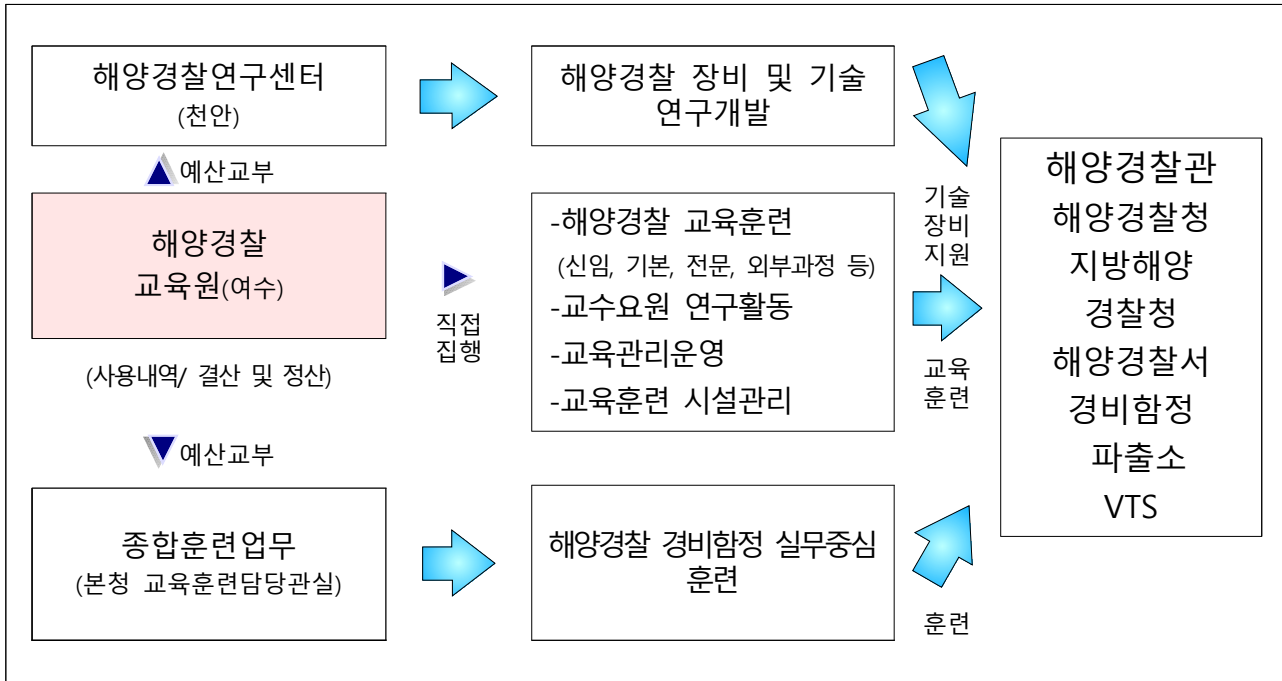 해양경찰연구센터
(천안)
해양경찰 장비 및 기술
연구개발
예산교부
해양경찰
교육원(여수)
(사용내역/ 결산 및 정산)
직접
집행
-해양경찰 교육훈련
(신임, 기본, 전문, 외부과정 등)
-교수요원 연구활동
-교육관리운영
-교육훈련 시설관리
기술
장비
지원
교육
훈련
해양경찰관
해양경찰청
지방해양
경찰청
해양경찰서
경비함정
파출소
VTS
예산교부
종합훈련업무
(본청 교육훈련담당관실)
해양경찰 경비함정 실무중심
훈련
훈련